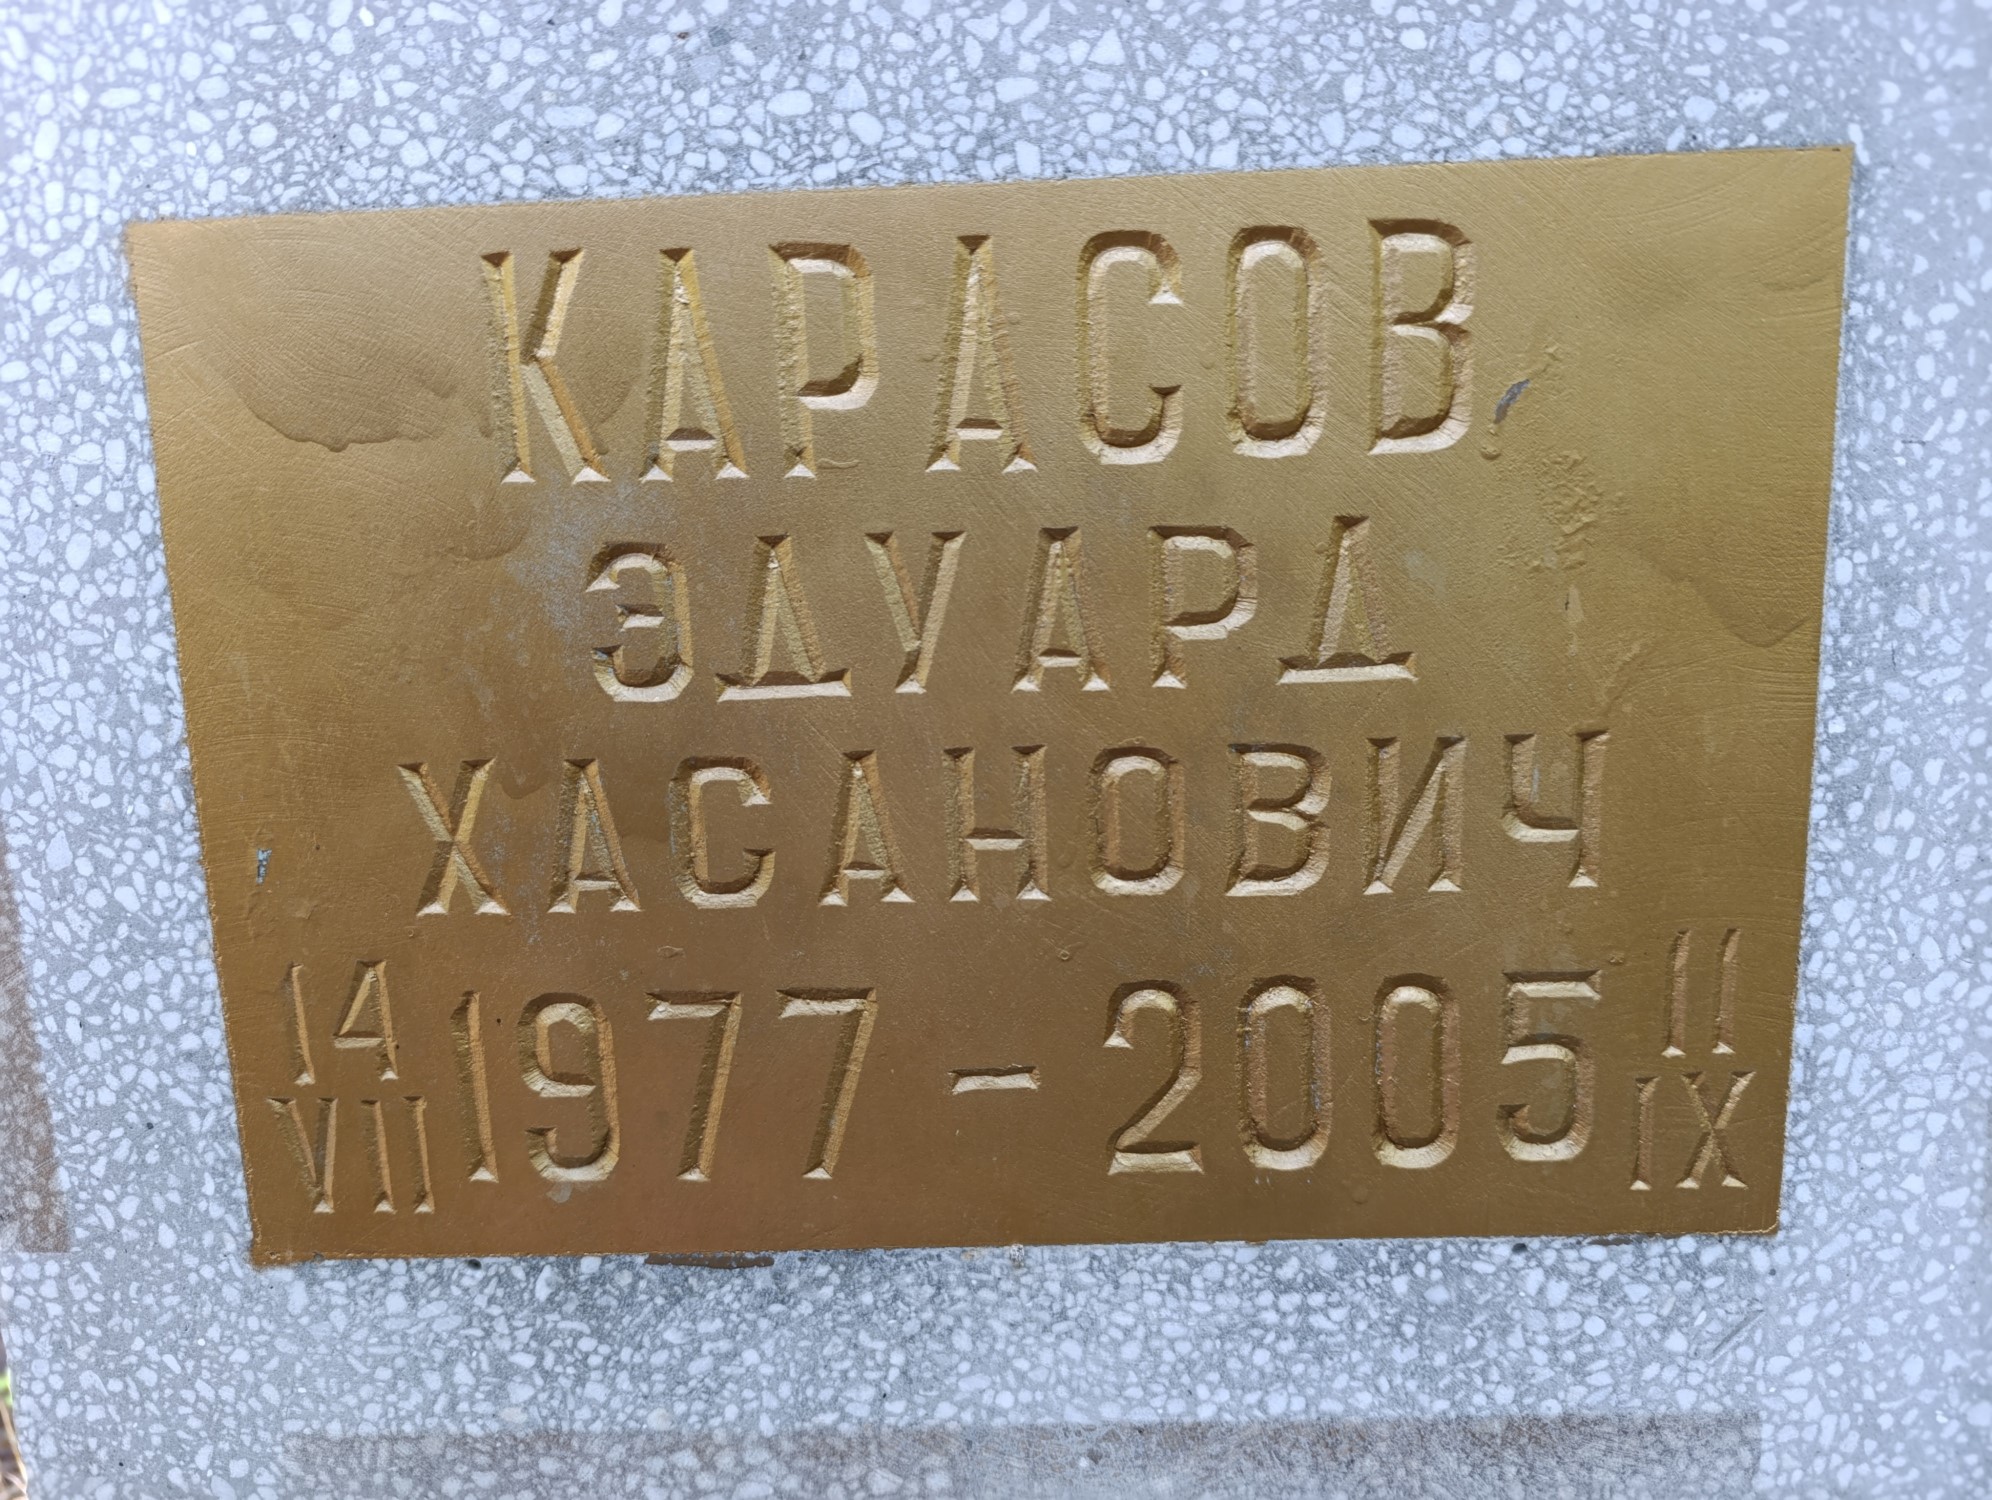 КАРАСОВ
ЭДУАРД
ХАСАНОВИЧ
14 VII 1977 – 2005 11 IX